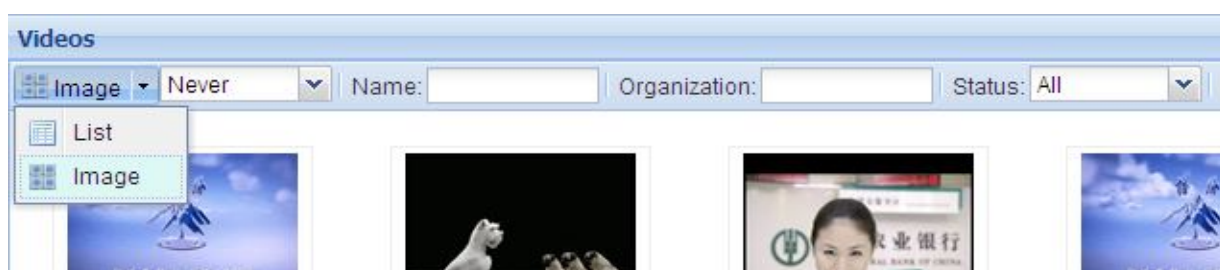 Videos
Image Never Name: Organization: Status: All
List
Image
农业银行